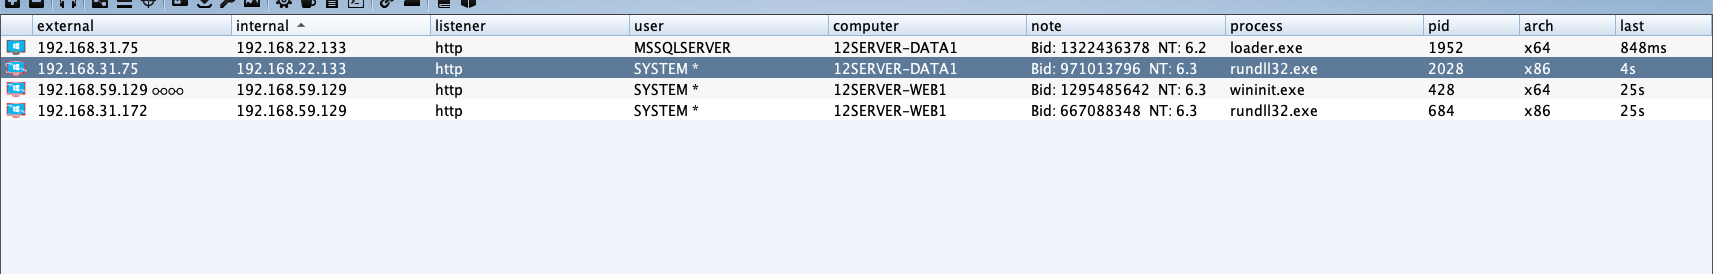 external internal listener user computer note process pid arch last
192.168.31.75 192.168.22.133 http MSSQLSERVER 12SERVER-DATA1 Bid: 1322436378 NT: 6.2 loader.exe 1952 x64 848ms
192.168.31.75 192.168.22.133 http SYSTEM * 12SERVER-DATA1 Bid: 971013796 NT: 6.3 rundll32.exe 2028 x86 4s
192.168.59.129 oooo 192.168.59.129 http SYSTEM * 12SERVER-WEB1 Bid: 1295485642 NT: 6.3 wininit.exe 428 x64 25s
192.168.31.172 192.168.59.129 http SYSTEM * 12SERVER-WEB1 Bid: 667088348 NT: 6.3 rundll32.exe 684 x86 25s